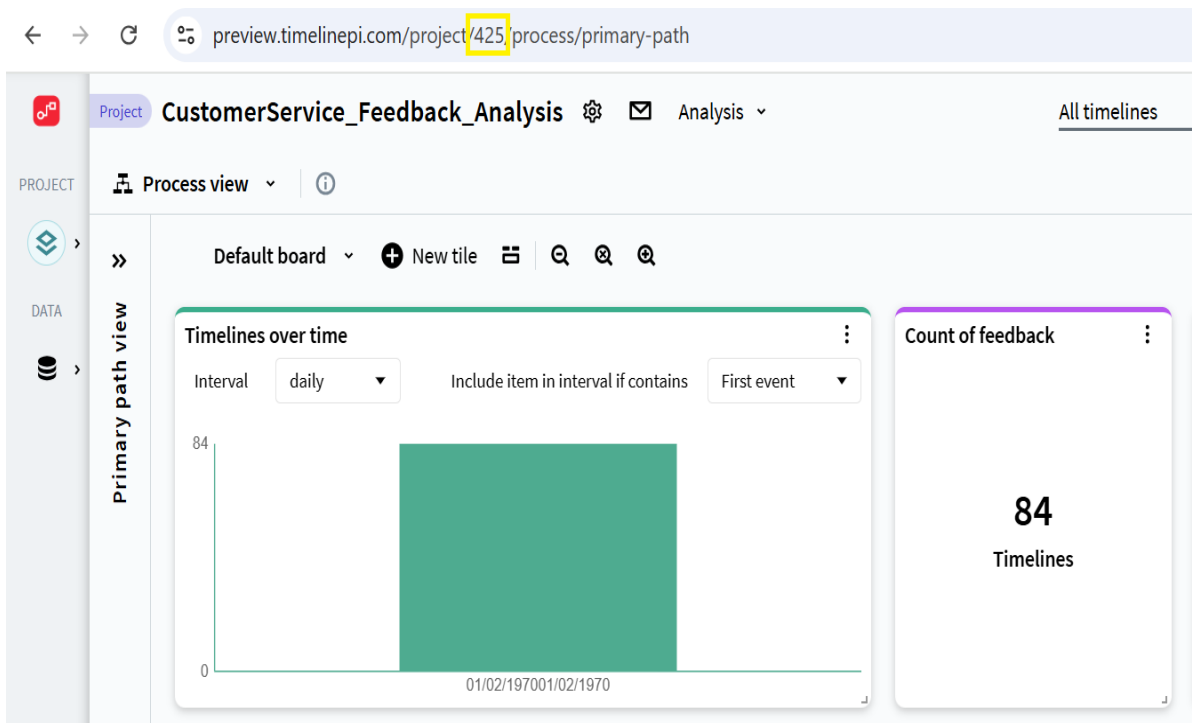 preview.timelinepi.com/project/425/process/primary-path
Project CustomerService_Feedback_Analysis Analysis All timelines
PROJECT
Process view
Default board New tile
DATA
Primary path view
Timelines over time
Interval daily Include item in interval if contains First event
84
0
01/02/197001/02/1970
Count of feedback
84
Timelines